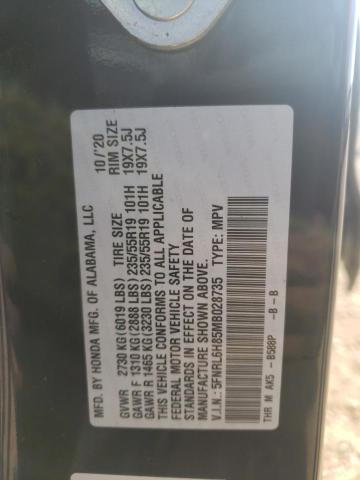 MFD. BY HONDA MFG. OF ALABAMA, LLC 10/'20
GVWR 2730 KG(6019 LBS) TIRE SIZE RIM SIZE
GAWR F 1310 KG(2888 LBS)235/55R19 101H 19X7.5J
GAWR R 1465 KG(3230 LBS)235/55R19 101H 19X7.5J
THIS VEHICLE CONFORMS TO ALL APPLICABLE
FEDERAL MOTOR VEHICLE SAFETY
STANDARDS IN EFFECT ON THE DATE OF
MANUFACTURE SHOWN ABOVE.
V.I.N.: 5FNRL6H85MB028735 TYPE: MPV
THR M AK5 - B588P -B - B